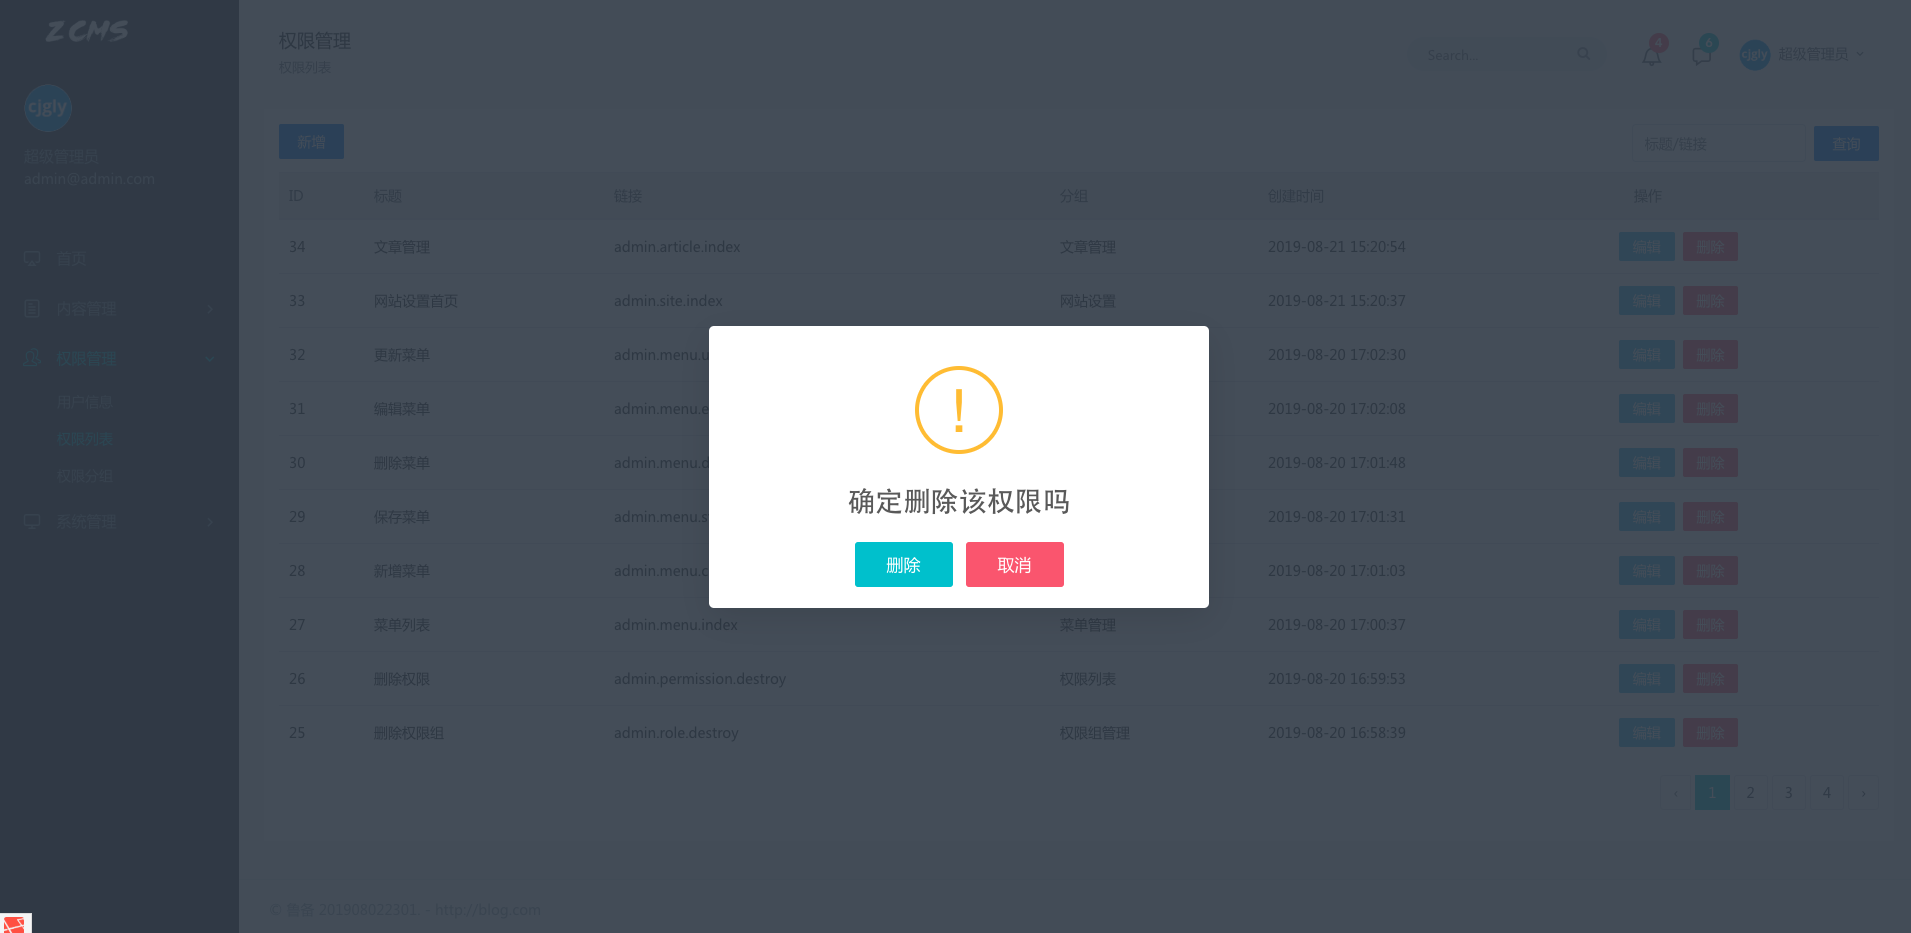 Z CMS
cjgly
超级管理员
admin@admin.com
首页
内容管理
权限管理
用户信息
权限列表
权限分组
系统管理
权限管理
权限列表
Search...
4
6
cjgly 超级管理员
新增
标题/链接 查询
ID 标题 链接 分组 创建时间 操作
34 文章管理 admin.article.index 文章管理 2019-08-21 15:20:54 编辑 删除
33 网站设置首页 admin.site.index 网站设置 2019-08-21 15:20:37 编辑 删除
32 更新菜单 admin.menu.u 2019-08-20 17:02:30 编辑 删除
31 编辑菜单 admin.menu.e 2019-08-20 17:02:08 编辑 删除
30 删除菜单 admin.menu.d 2019-08-20 17:01:48 编辑 删除
29 保存菜单 admin.menu.s 2019-08-20 17:01:31 编辑 删除
28 新增菜单 admin.menu.c 2019-08-20 17:01:03 编辑 删除
27 菜单列表 admin.menu.index 菜单管理 2019-08-20 17:00:37 编辑 删除
26 删除权限 admin.permission.destroy 权限列表 2019-08-20 16:59:53 编辑 删除
25 删除权限组 admin.role.destroy 权限组管理 2019-08-20 16:58:39 编辑 删除
!
确定删除该权限吗
删除 取消
‹ 1 2 3 4 ›
© 鲁备 201908022301 - http://blog.com